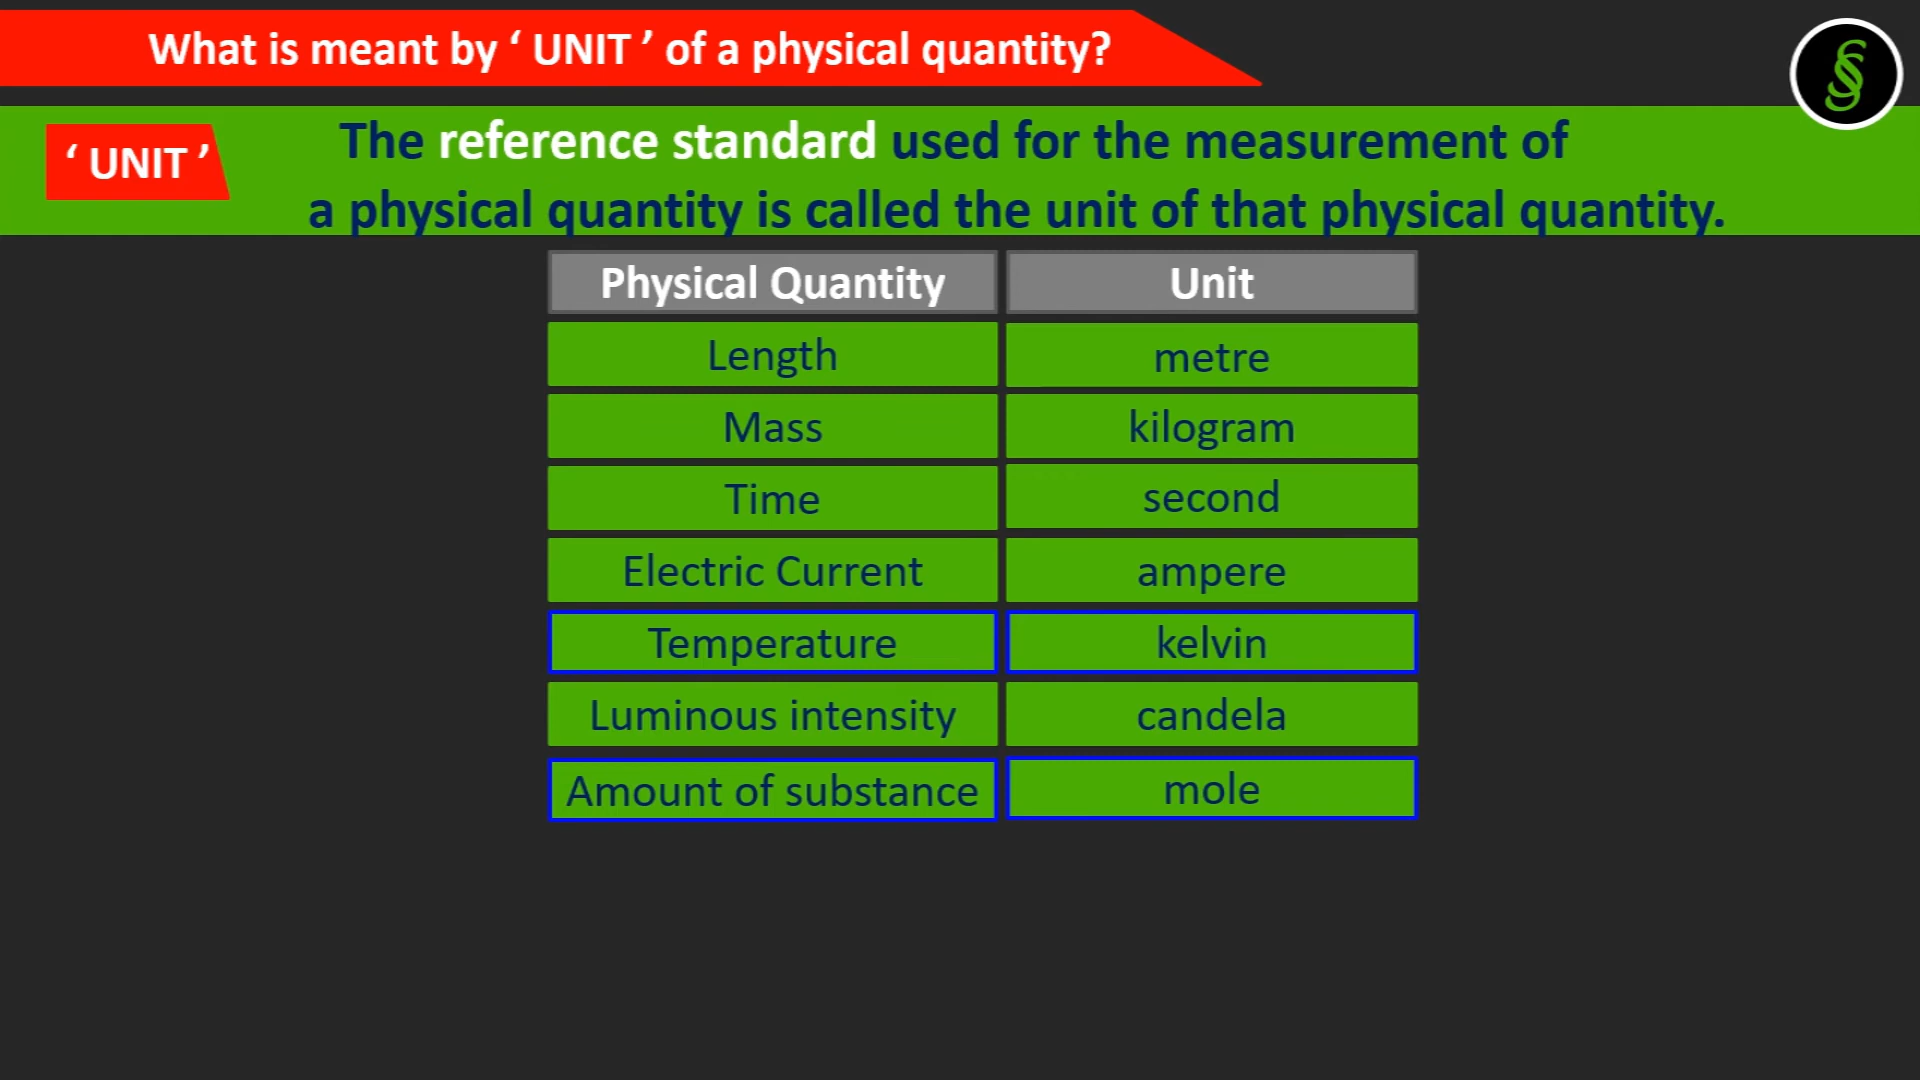 What is meant by ‘ UNIT ’ of a physical quantity?
‘ UNIT ’
The reference standard used for the measurement of
a physical quantity is called the unit of that physical quantity.
Physical Quantity Unit
Length metre
Mass kilogram
Time second
Electric Current ampere
Temperature kelvin
Luminous intensity candela
Amount of substance mole